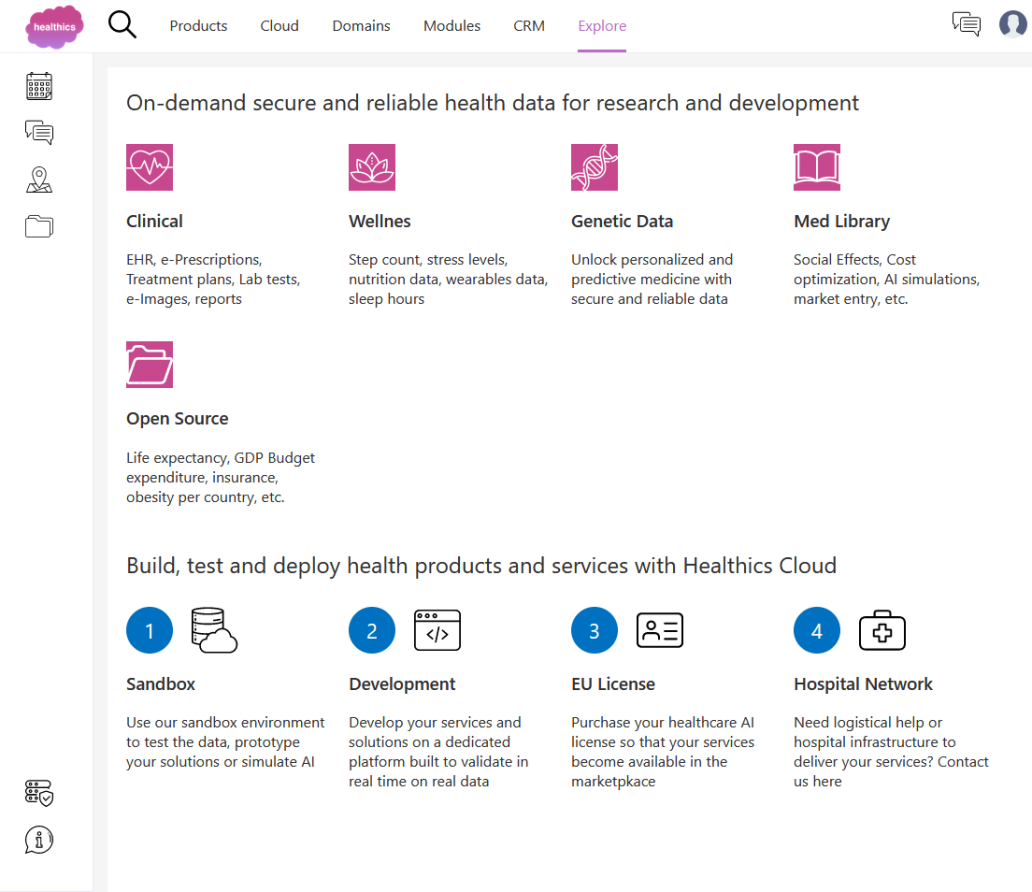 healthics
Products Cloud Domains Modules CRM Explore
On-demand secure and reliable health data for research and development
Clinical
EHR, e-Prescriptions,
Treatment plans, Lab tests,
e-Images, reports
Wellnes
Step count, stress levels,
nutrition data, wearables data,
sleep hours
Genetic Data
Unlock personalized and
predictive medicine with
secure and reliable data
Med Library
Social Effects, Cost
optimization, AI simulations,
market entry, etc.
Open Source
Life expectancy, GDP Budget
expenditure, insurance,
obesity per country, etc.
Build, test and deploy health products and services with Healthics Cloud
1
Sandbox
Use our sandbox environment
to test the data, prototype
your solutions or simulate AI
2
Development
Develop your services and
solutions on a dedicated
platform built to validate in
real time on real data
3
EU License
Purchase your healthcare AI
license so that your services
become available in the
marketpkace
4
Hospital Network
Need logistical help or
hospital infrastructure to
deliver your services? Contact
us here